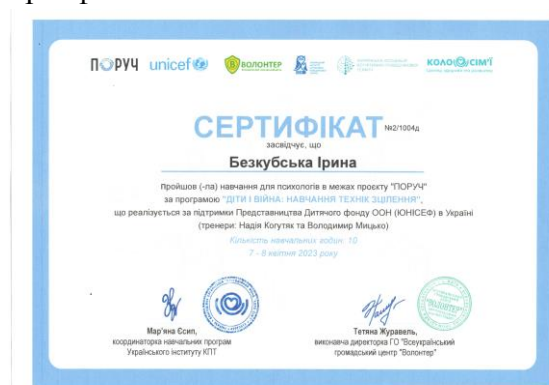 ПОРУЧ unicef ВОЛОНТЕР КОЛО СІМ'Ї
СЕРТИФІКАТ №2/1004д
засвідчує, що
Безкубська Ірина
Пройшов (-ла) навчання для психологів в межах проєкту "ПОРУЧ"
за програмою "ДІТИ І ВІЙНА: НАВЧАННЯ ТЕХНІК ЗЦІЛЕННЯ",
що реалізується за підтримки Представництва Дитячого фонду ООН (ЮНІСЕФ) в Україні
(тренери: Надія Когутяк та Володимир Мицько)
Кількість навчальних годин: 10
7 - 8 квітня 2023 року
Мар'яна Єсип,
координаторка навчальних програм
Українського інституту КПТ
Тетяна Журавель,
виконавча директорка ГО "Всеукраїнський
громадський центр "Волонтер"